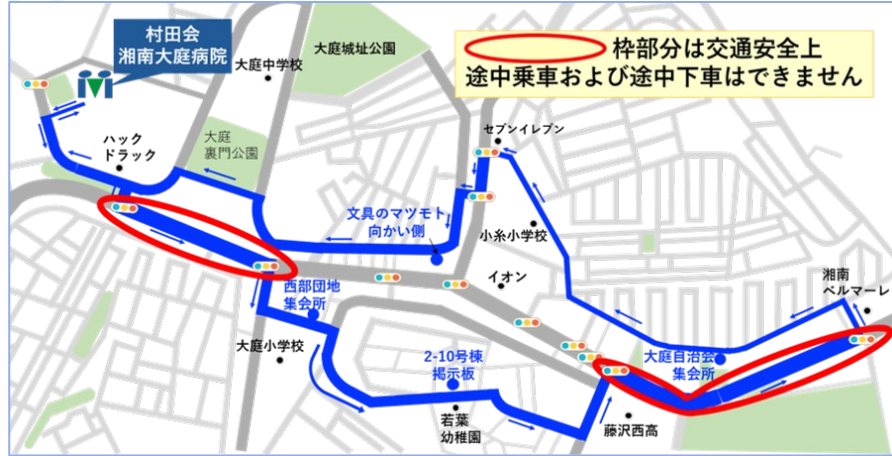 村田会
湘南大庭病院
大庭中学校
大庭城址公園
枠部分は交通安全上
途中乗車および途中下車はできません
ハック
ドラック
大庭
裏門公園
セブンイレブン
文具のマツモト
向かい側
小糸小学校
イオン
湘南
ベルマーレ
西部団地
集会所
大庭小学校
2-10号棟
掲示板
大庭自治会
集会所
若葉
幼稚園
藤沢西高